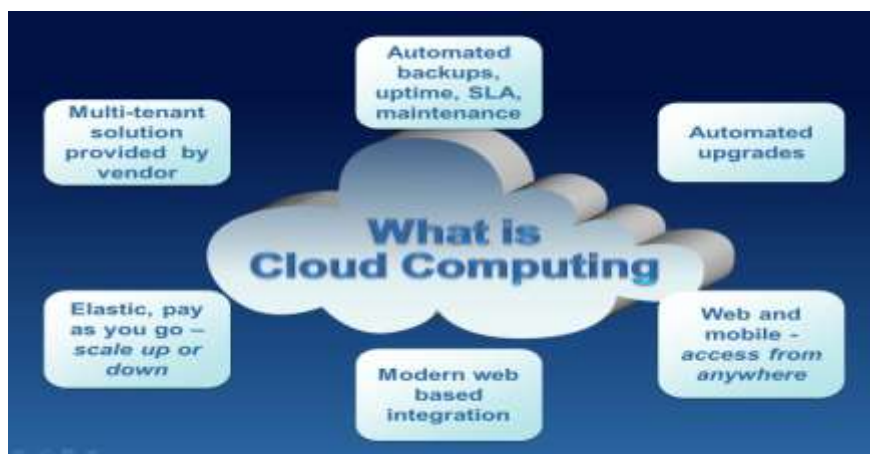 Automated
backups,
uptime, SLA,
maintenance
Multi-tenant
solution
provided by
vendor
Automated
upgrades
What is
Cloud Computing
Elastic, pay
as you go –
scale up or
down
Web and
mobile -
access from
anywhere
Modern web
based
integration